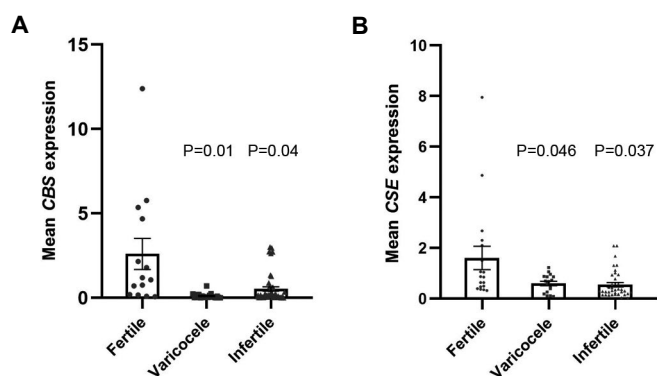 A
Mean CBS expression
15
10
5
0
P=0.01 P=0.04
Fertile
Varicocele
Infertile
B
Mean CSE expression
10
8
6
4
2
0
P=0.046 P=0.037
Fertile
Varicocele
Infertile